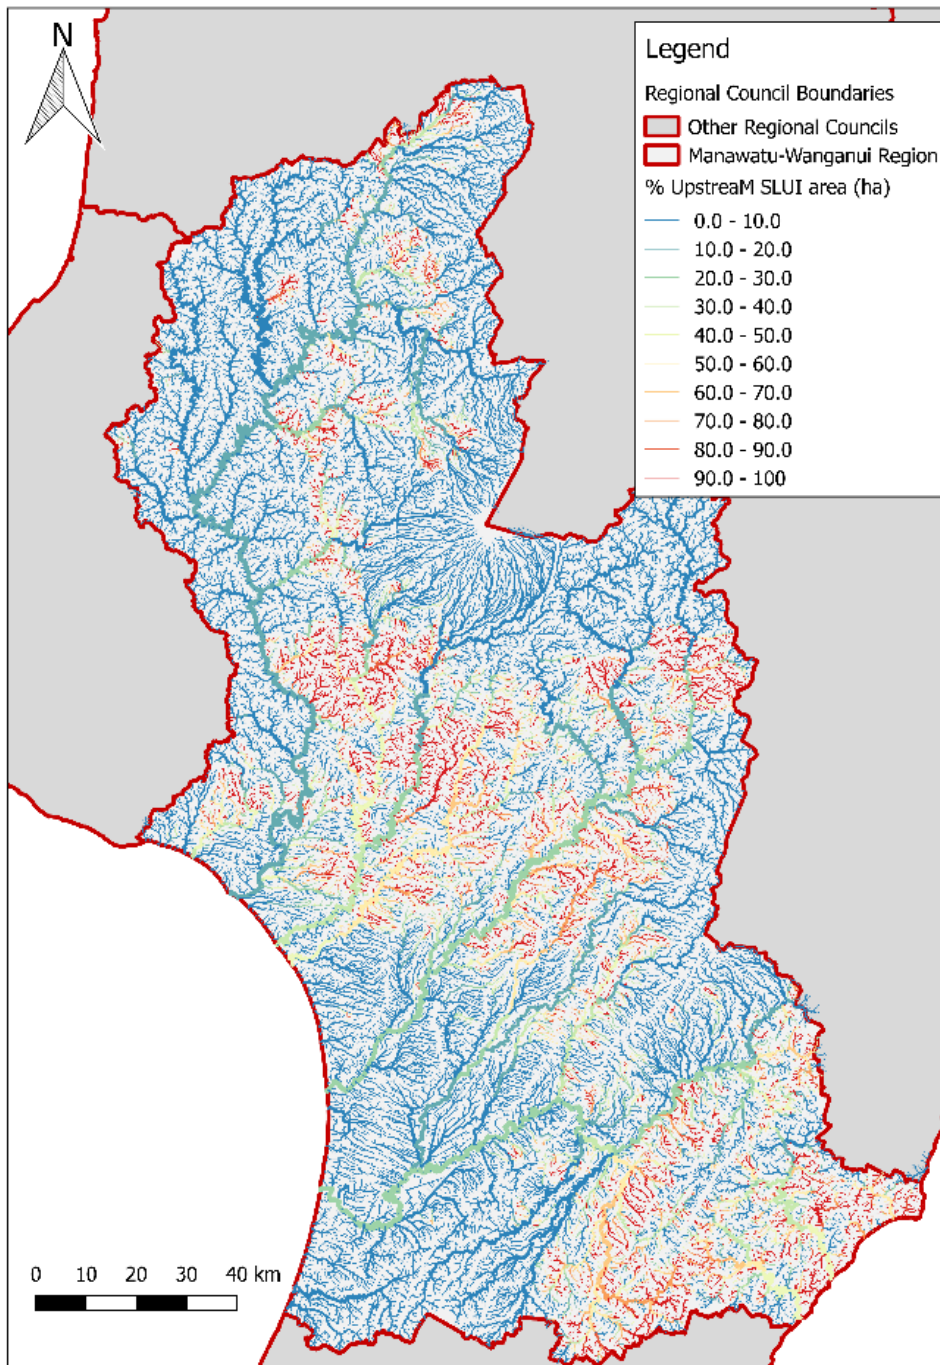 N
Legend
Regional Council Boundaries
Other Regional Councils
Manawatu-Wanganui Region
% UpstreaM SLUI area (ha)
0.0 - 10.0
10.0 - 20.0
20.0 - 30.0
30.0 - 40.0
40.0 - 50.0
50.0 - 60.0
60.0 - 70.0
70.0 - 80.0
80.0 - 90.0
90.0 - 100
0 10 20 30 40 km